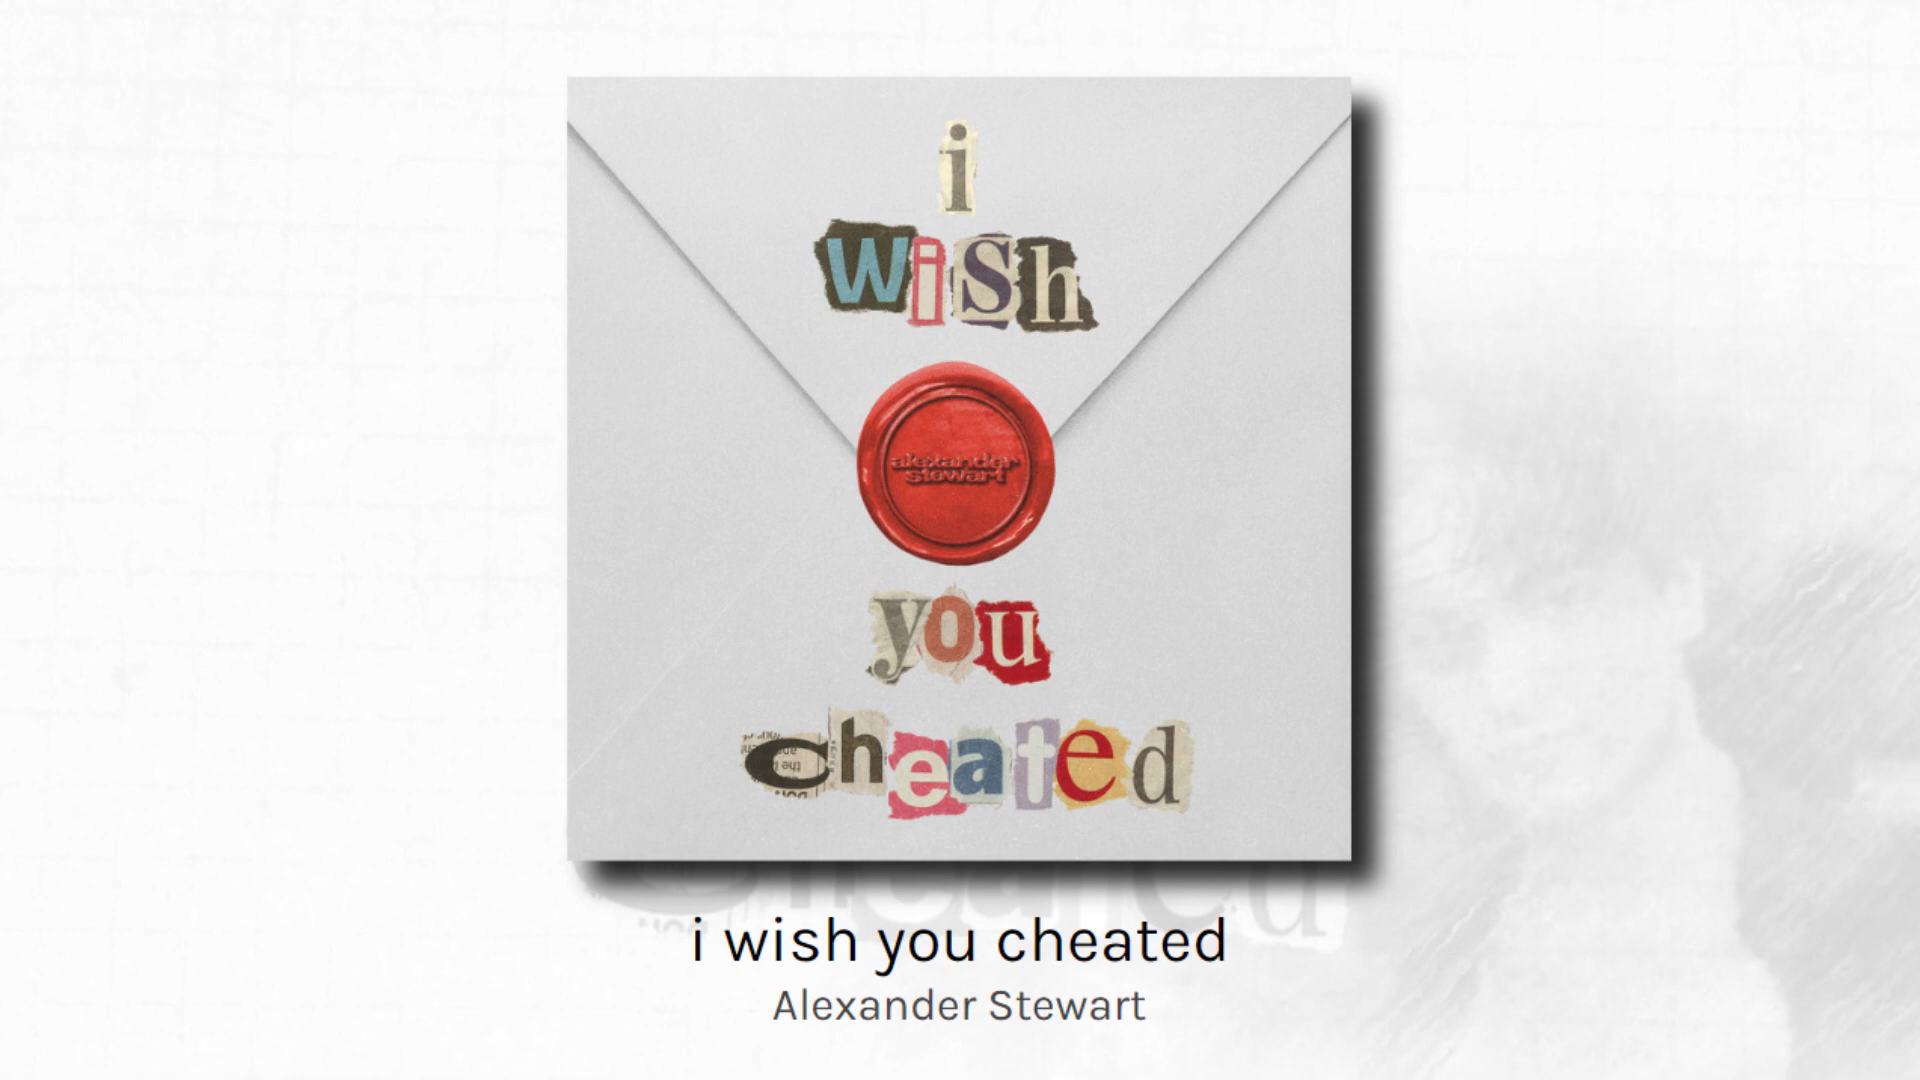 i
wish
alexander
stewart
you
cheated
i wish you cheated
Alexander Stewart